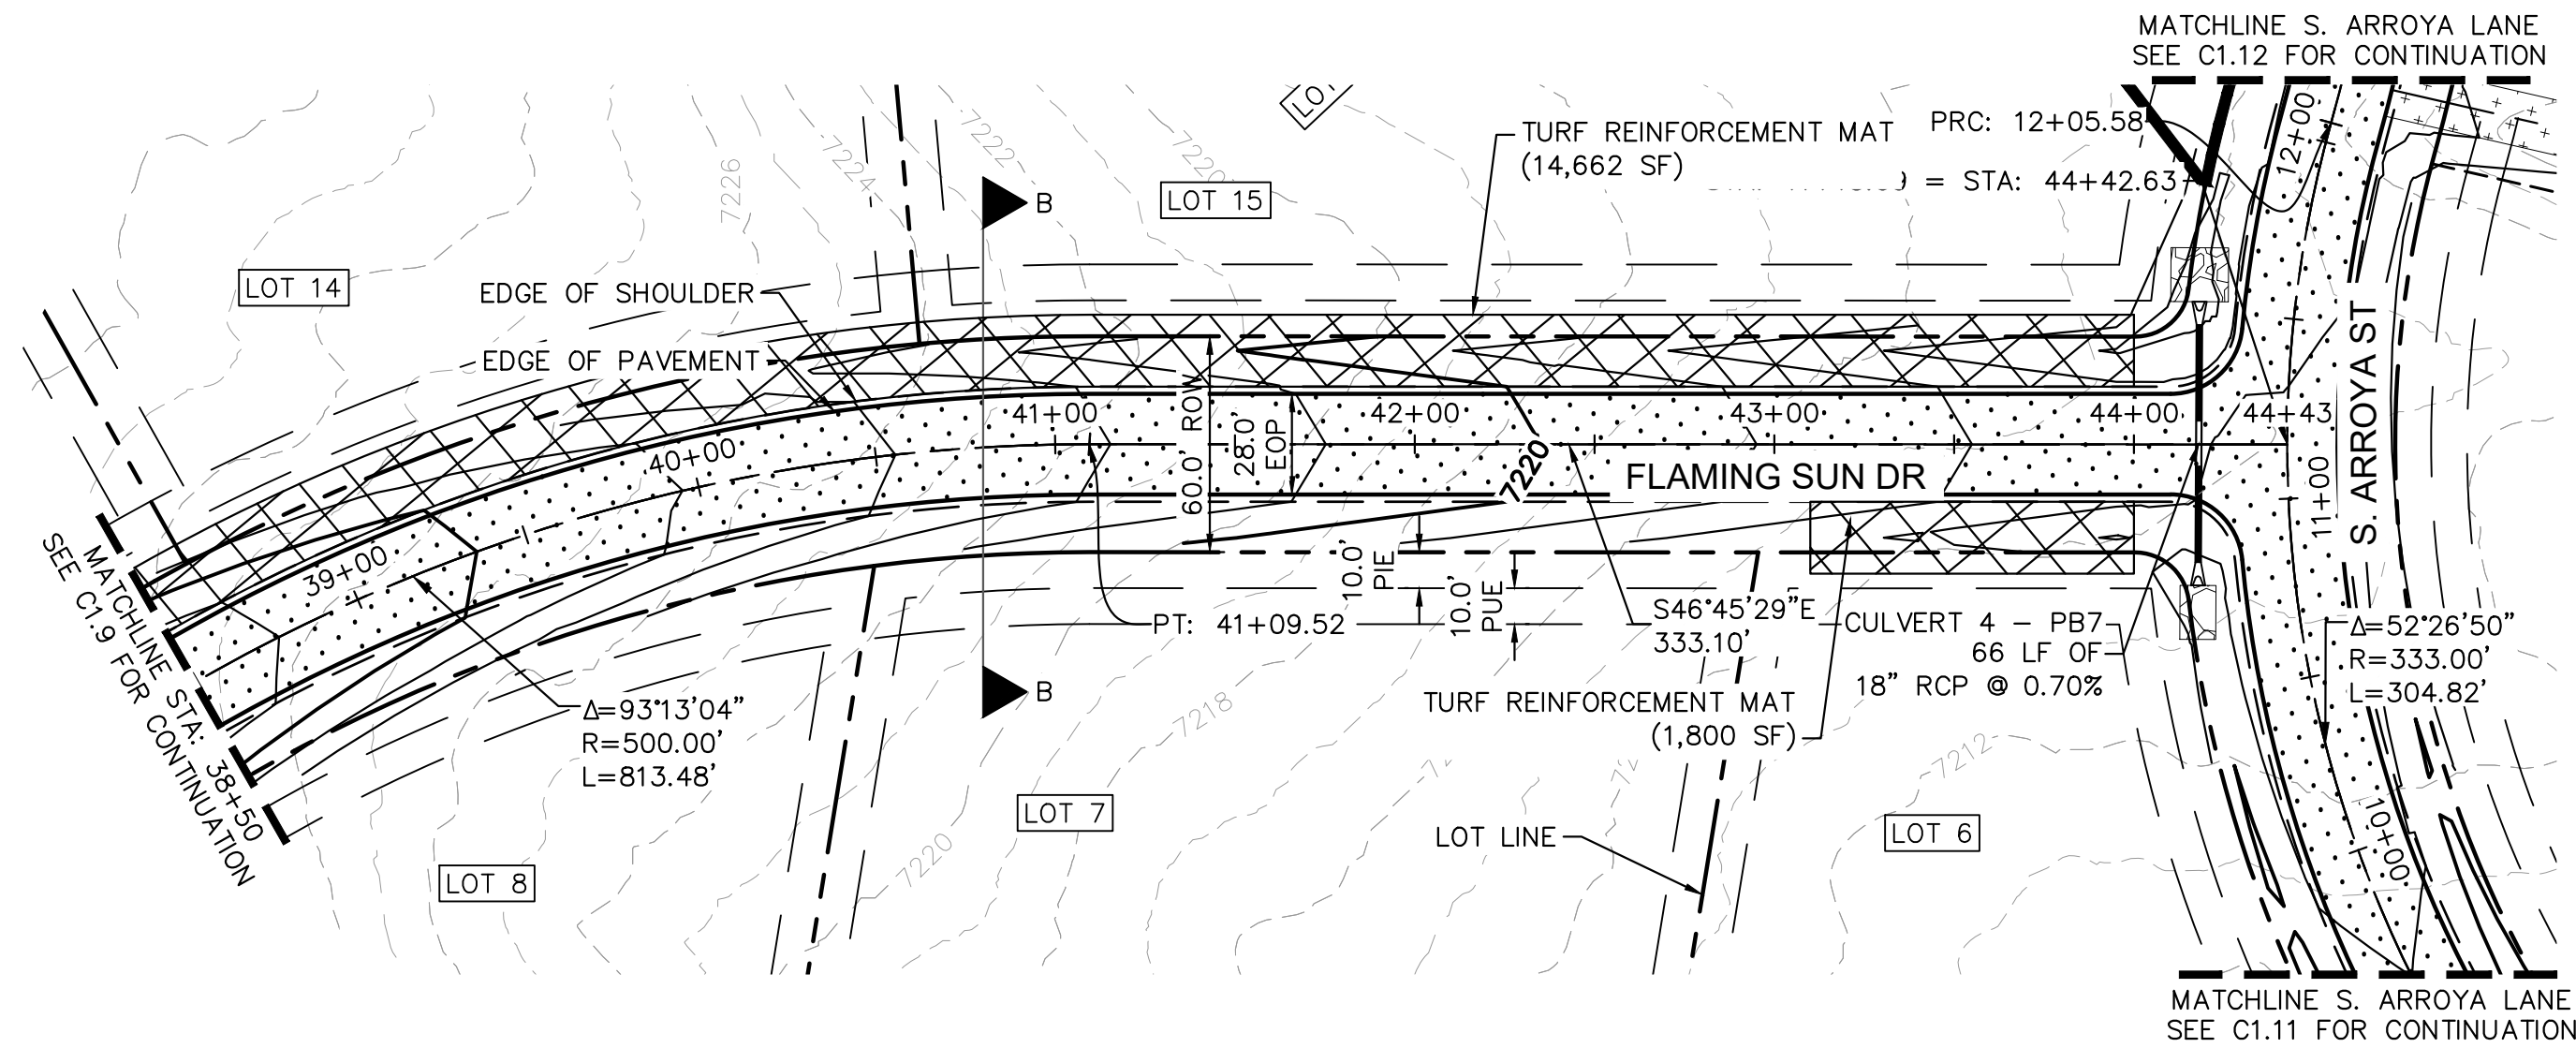 MATCHLINE S. ARROYA LANE
SEE C1.12 FOR CONTINUATION
TURF REINFORCEMENT MAT
(14,662 SF)
PRC: 12+05.58
= STA: 44+42.63
12+00
7226
7224
7222
7220
LOT 15
B
LOT 14
EDGE OF SHOULDER
EDGE OF PAVEMENT
S. ARROYA ST
39+00
40+00
41+00
42+00
43+00
44+00
44+43
60.0' ROW
28.0'
EOP
7220
FLAMING SUN DR
11+00
10.0'
PIE
10.0'
PUE
PT: 41+09.52
S46°45'29"E
333.10'
CULVERT 4 - PB7
66 LF OF
18" RCP @ 0.70%
Δ=52°26'50"
R=333.00'
L=304.82'
MATCHLINE STA: 38+50
SEE C1.9 FOR CONTINUATION
Δ=93°13'04"
R=500.00'
L=813.48'
B
TURF REINFORCEMENT MAT
(1,800 SF)
7218
7212
7220
LOT 7
LOT LINE
LOT 6
10+00
LOT 8
MATCHLINE S. ARROYA LANE
SEE C1.11 FOR CONTINUATION